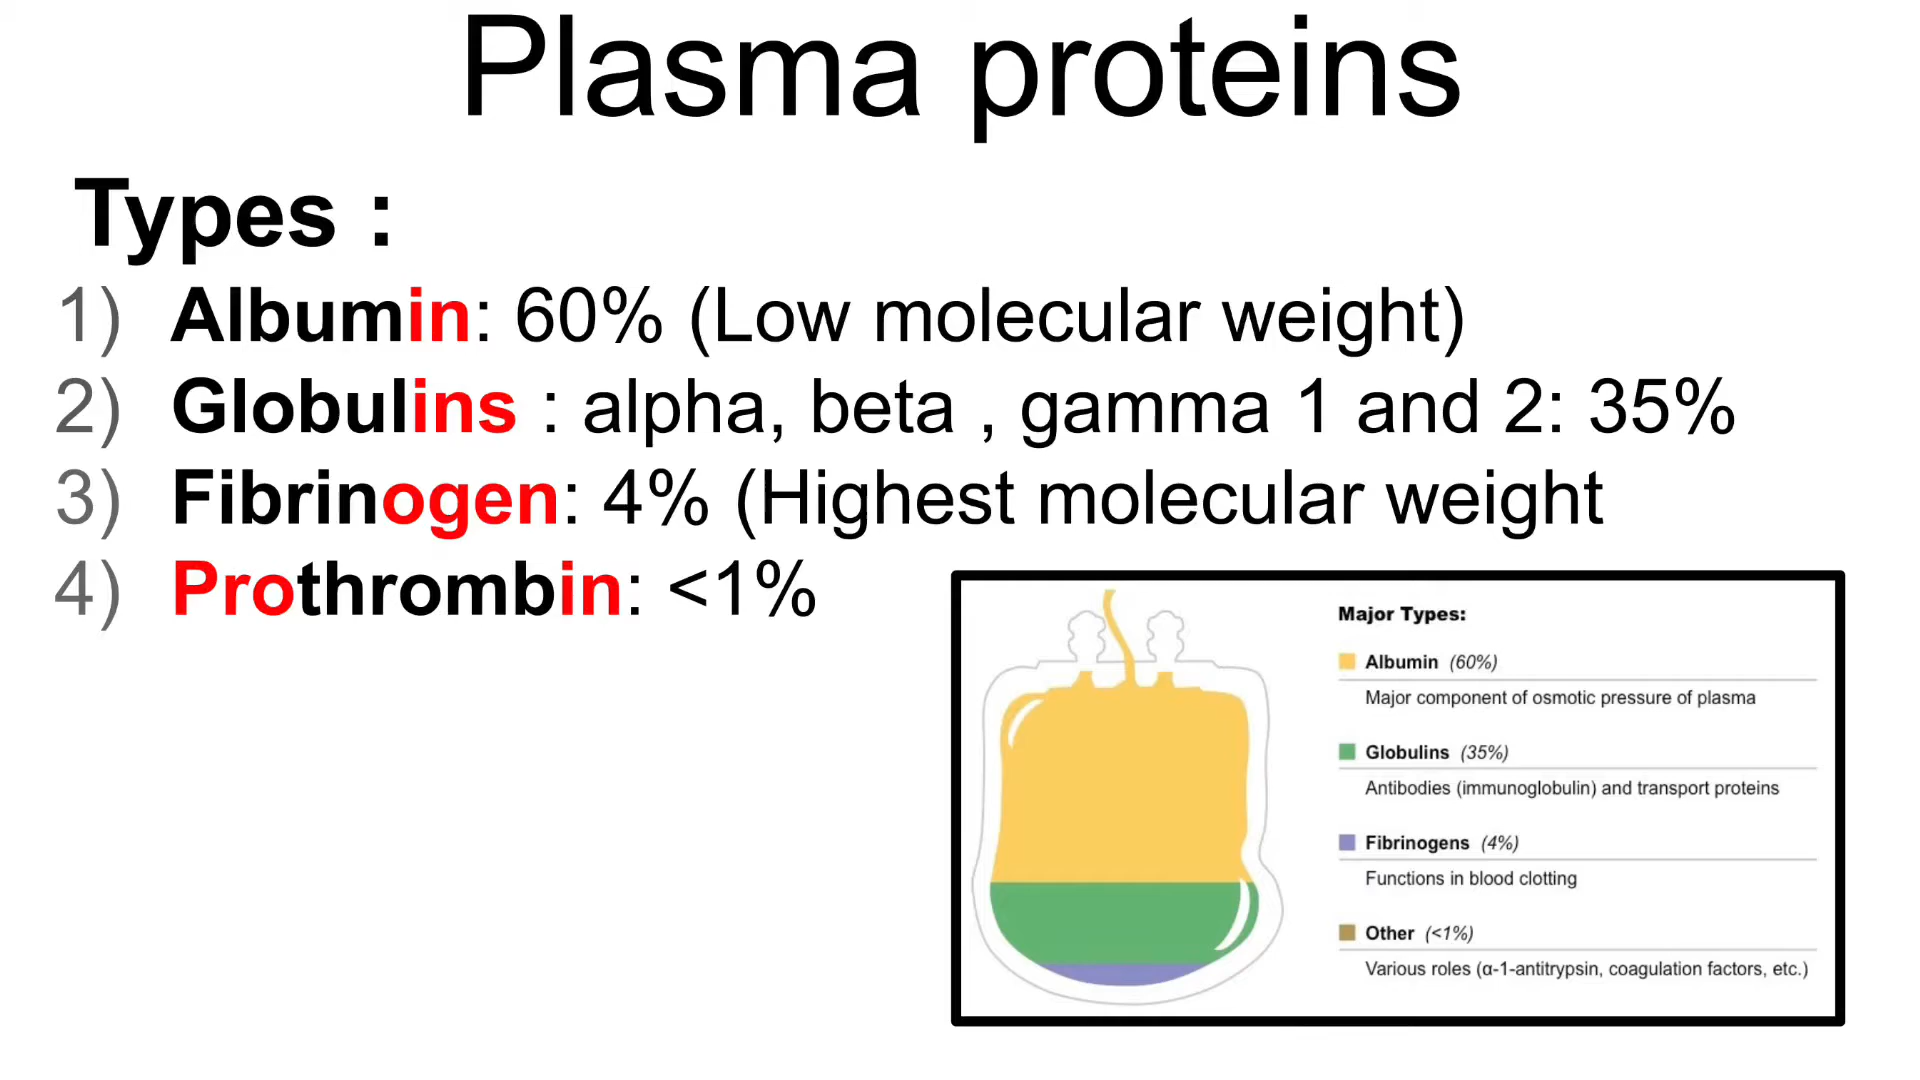 Plasma proteins
Types :
1) Albumin: 60% (Low molecular weight)
2) Globulins : alpha, beta , gamma 1 and 2: 35%
3) Fibrinogen: 4% (Highest molecular weight
4) Prothrombin: <1%
Major Types:
Albumin (60%)
Major component of osmotic pressure of plasma
Globulins (35%)
Antibodies (immunoglobulin) and transport proteins
Fibrinogens (4%)
Functions in blood clotting
Other (<1%)
Various roles (α-1-antitrypsin, coagulation factors, etc.)